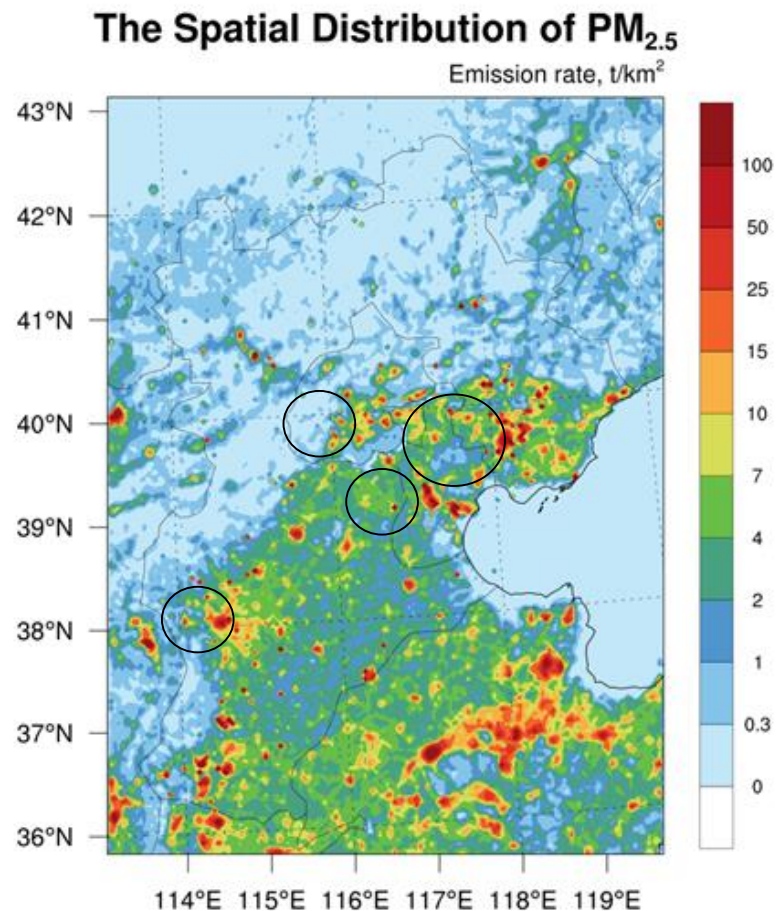 The Spatial Distribution of PM2.5
Emission rate, t/km2
43°N
42°N
41°N
40°N
39°N
38°N
37°N
36°N
114°E 115°E 116°E 117°E 118°E 119°E
100
50
25
15
10
7
4
2
1
0.3
0